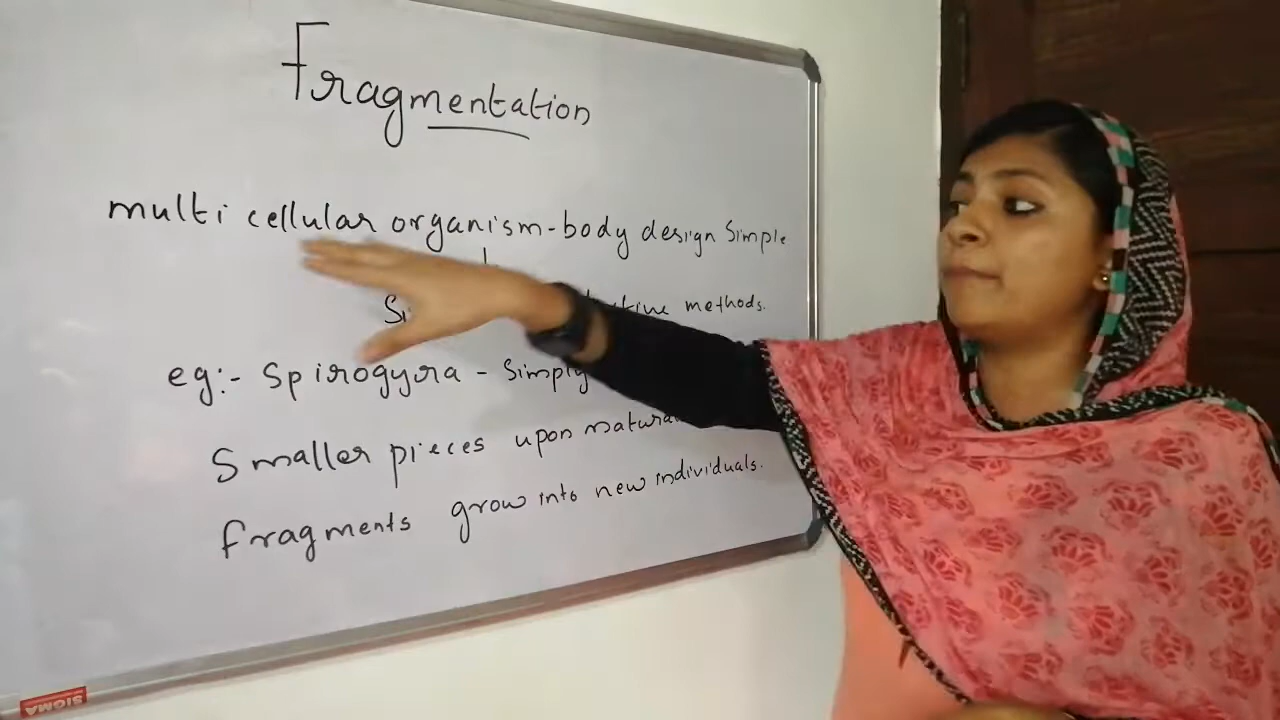 Fragmentation
multi cellular organism-body design Simple
methods.
eg:- Spirogyra - Simply
Smaller pieces upon
fragments grow into new individuals.
SIGMA